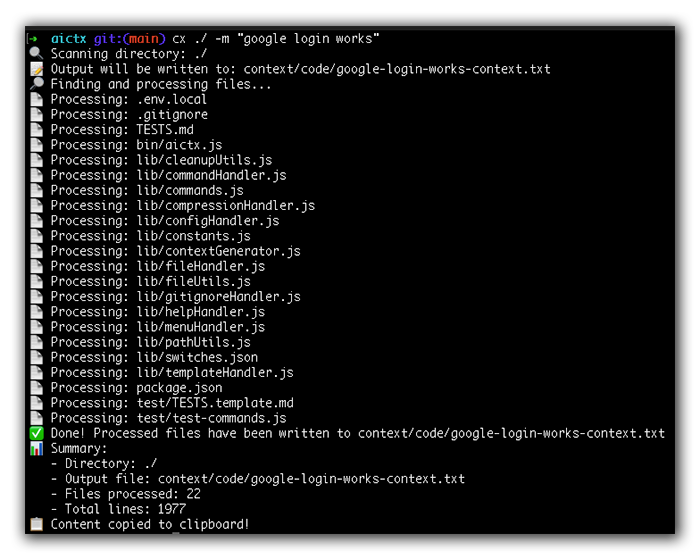 ➜ aictx git:(main) cx ./ -m "google login works"
🔍 Scanning directory: ./
📝 Output will be written to: context/code/google-login-works-context.txt
🔎 Finding and processing files...
📄 Processing: .env.local
📄 Processing: .gitignore
📄 Processing: TESTS.md
📄 Processing: bin/aictx.js
📄 Processing: lib/cleanupUtils.js
📄 Processing: lib/commandHandler.js
📄 Processing: lib/commands.js
📄 Processing: lib/compressionHandler.js
📄 Processing: lib/configHandler.js
📄 Processing: lib/constants.js
📄 Processing: lib/contextGenerator.js
📄 Processing: lib/fileHandler.js
📄 Processing: lib/fileUtils.js
📄 Processing: lib/gitignoreHandler.js
📄 Processing: lib/helpHandler.js
📄 Processing: lib/menuHandler.js
📄 Processing: lib/pathUtils.js
📄 Processing: lib/switches.json
📄 Processing: lib/templateHandler.js
📄 Processing: package.json
📄 Processing: test/TESTS.template.md
📄 Processing: test/test-commands.js
✅ Done! Processed files have been written to context/code/google-login-works-context.txt
📊 Summary:
- Directory: ./
- Output file: context/code/google-login-works-context.txt
- Files processed: 22
- Total lines: 1977
📋 Content copied to clipboard!